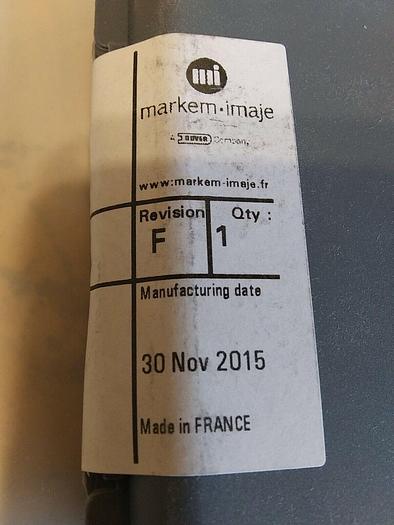 mi
markem·imaje
A DOVER Company
www.markem-imaje.fr
Revision Qty :
F 1
Manufacturing date
30 Nov 2015
Made in FRANCE